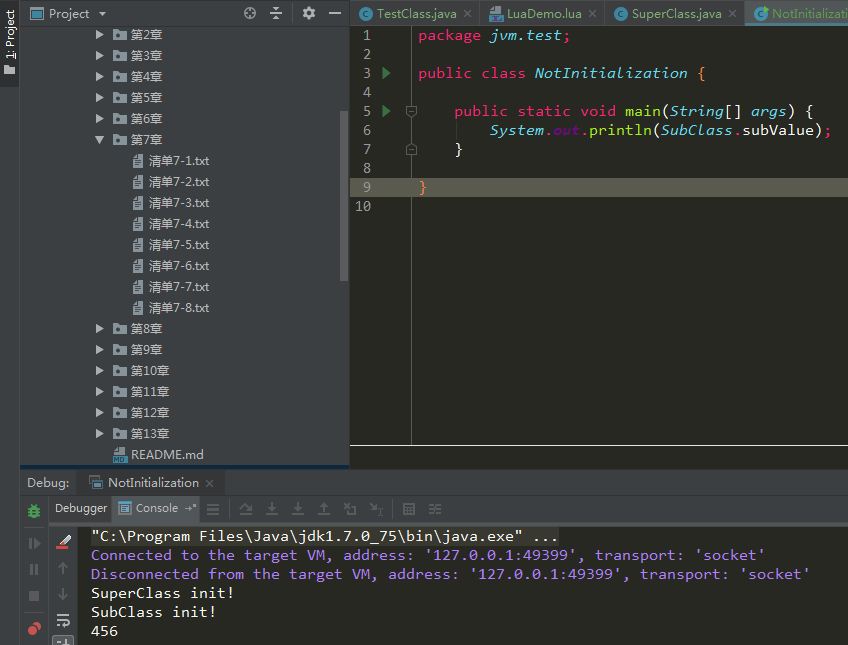 1: Project
Project
第2章
第3章
第4章
第5章
第6章
第7章
清单7-1.txt
清单7-2.txt
清单7-3.txt
清单7-4.txt
清单7-5.txt
清单7-6.txt
清单7-7.txt
清单7-8.txt
第8章
第9章
第10章
第11章
第12章
第13章
README.md
TestClass.java LuaDemo.lua SuperClass.java NotInitializati
1 package jvm.test;
2
3 public class NotInitialization {
4
5 public static void main(String[] args) {
6 System.out.println(SubClass.subValue);
7 }
8
9 }
10
Debug: NotInitialization
Debugger Console
"C:\Program Files\Java\jdk1.7.0_75\bin\java.exe" ...
Connected to the target VM, address: '127.0.0.1:49399', transport: 'socket'
Disconnected from the target VM, address: '127.0.0.1:49399', transport: 'socket'
SuperClass init!
SubClass init!
456